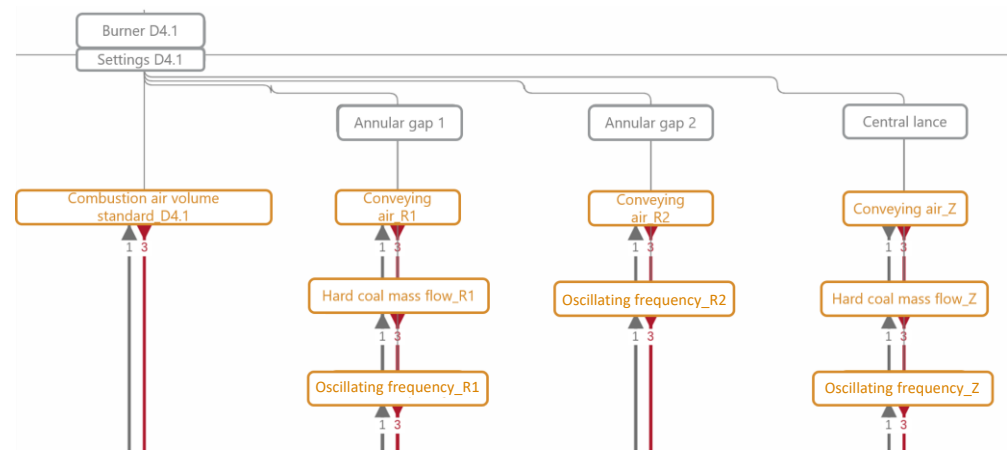 Burner D4.1
Settings D4.1
Annular gap 1
Annular gap 2
Central lance
Combustion air volume
standard_D4.1
Conveying
air_R1
Conveying
air_R2
Conveying air_Z
1 3
1 3
1 3
1 3
Hard coal mass flow_R1
Oscillating frequency_R2
Hard coal mass flow_Z
1 3
1 3
1 3
Oscillating frequency_R1
Oscillating frequency_Z
1 3
1 3